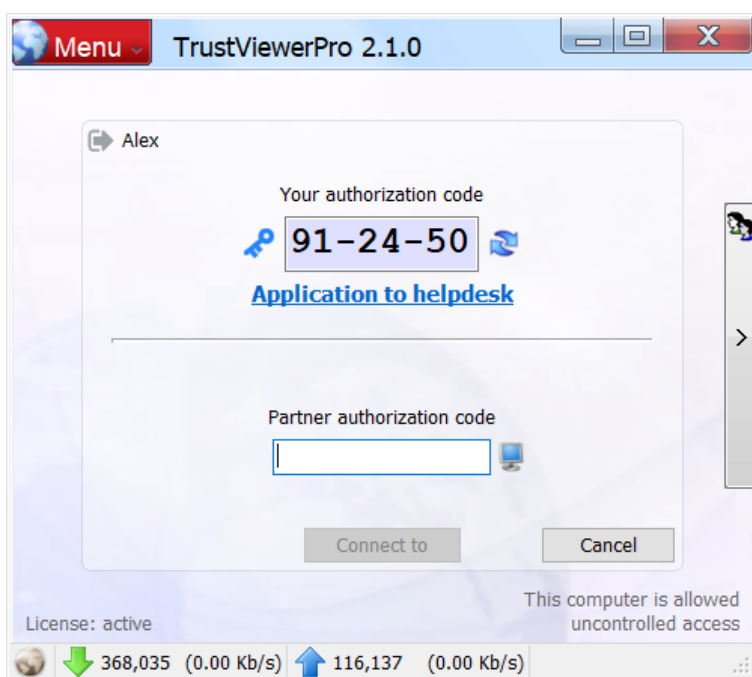 Menu
TrustViewerPro 2.1.0
Alex
Your authorization code
91-24-50
Application to helpdesk
Partner authorization code
Connect to
Cancel
License: active
This computer is allowed
uncontrolled access
368,035 (0.00 Kb/s) 116,137 (0.00 Kb/s)